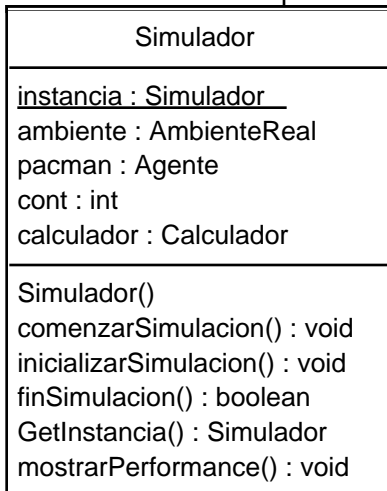 Simulador
instancia : Simulador
ambiente : AmbienteReal
pacman : Agente
cont : int
calculador : Calculador
Simulador()
comenzarSimulacion() : void
inicializarSimulacion() : void
finSimulacion() : boolean
GetInstancia() : Simulador
mostrarPerformance() : void